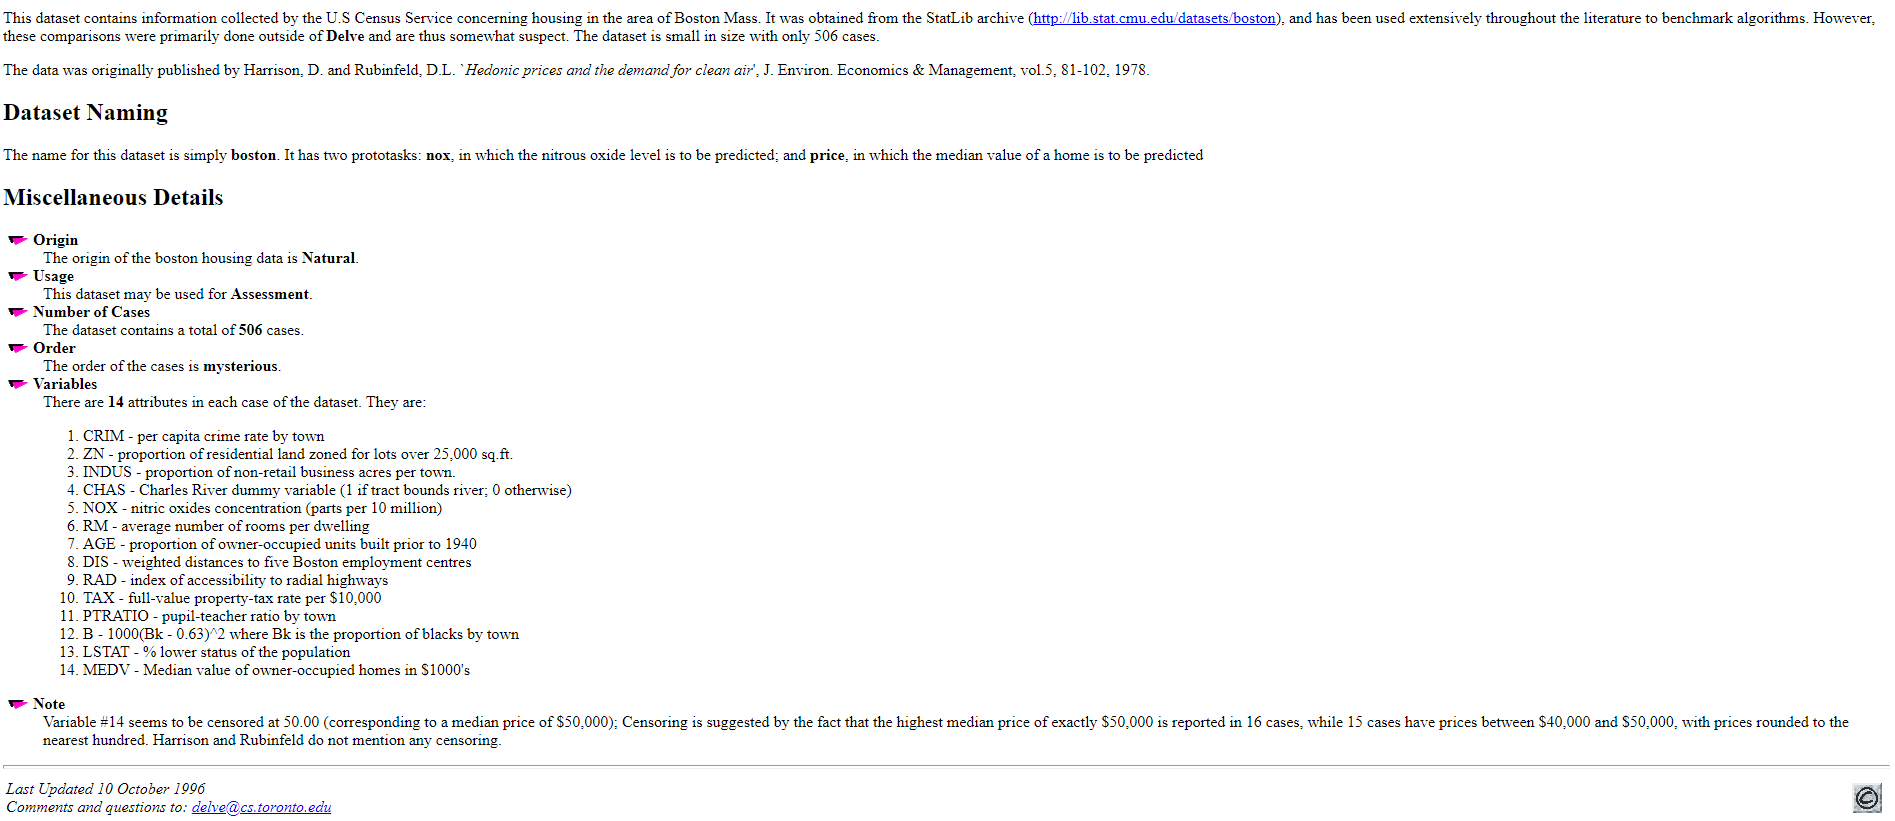 This dataset contains information collected by the U.S Census Service concerning housing in the area of Boston Mass. It was obtained from the StatLib archive (http://lib.stat.cmu.edu/datasets/boston), and has been used extensively throughout the literature to benchmark algorithms. However,
these comparisons were primarily done outside of Delve and are thus somewhat suspect. The dataset is small in size with only 506 cases.
The data was originally published by Harrison, D. and Rubinfeld, D.L. `Hedonic prices and the demand for clean air', J. Environ. Economics & Management, vol.5, 81-102, 1978.
Dataset Naming
The name for this dataset is simply boston. It has two prototasks: nox, in which the nitrous oxide level is to be predicted; and price, in which the median value of a home is to be predicted
Miscellaneous Details
Origin
The origin of the boston housing data is Natural.
Usage
This dataset may be used for Assessment.
Number of Cases
The dataset contains a total of 506 cases.
Order
The order of the cases is mysterious.
Variables
There are 14 attributes in each case of the dataset. They are:
1. CRIM - per capita crime rate by town
2. ZN - proportion of residential land zoned for lots over 25,000 sq.ft.
3. INDUS - proportion of non-retail business acres per town.
4. CHAS - Charles River dummy variable (1 if tract bounds river; 0 otherwise)
5. NOX - nitric oxides concentration (parts per 10 million)
6. RM - average number of rooms per dwelling
7. AGE - proportion of owner-occupied units built prior to 1940
8. DIS - weighted distances to five Boston employment centres
9. RAD - index of accessibility to radial highways
10. TAX - full-value property-tax rate per $10,000
11. PTRATIO - pupil-teacher ratio by town
12. B - 1000(Bk - 0.63)^2 where Bk is the proportion of blacks by town
13. LSTAT - % lower status of the population
14. MEDV - Median value of owner-occupied homes in $1000's
Note
Variable #14 seems to be censored at 50.00 (corresponding to a median price of $50,000); Censoring is suggested by the fact that the highest median price of exactly $50,000 is reported in 16 cases, while 15 cases have prices between $40,000 and $50,000, with prices rounded to the
nearest hundred. Harrison and Rubinfeld do not mention any censoring.
Last Updated 10 October 1996
Comments and questions to: delve@cs.toronto.edu
©